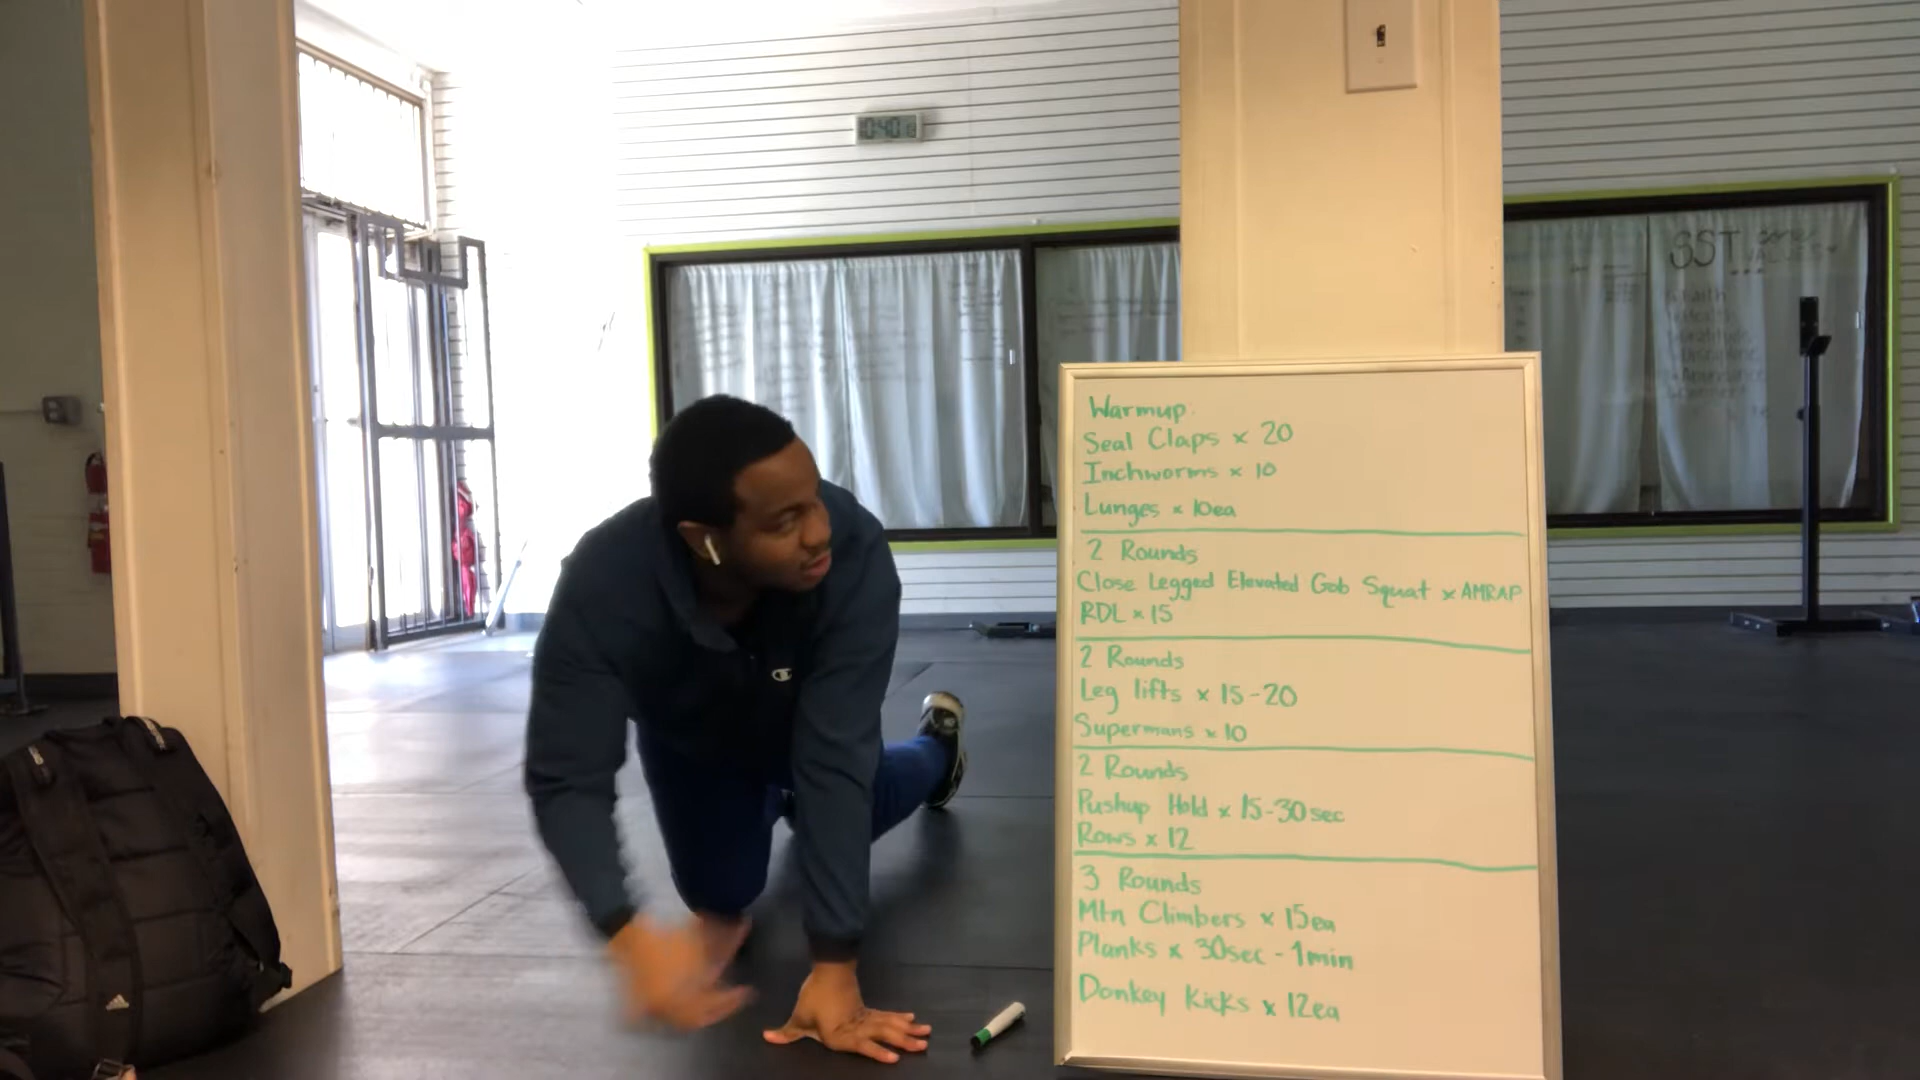 SST
Warmup
Seal Claps x 20
Inchworms x 10
Lunges x 10ea
2 Rounds
Close Legged Elevated Gob Squat x AMRAP
RDL x 15
2 Rounds
Leg lifts x 15-20
Supermans x 10
2 Rounds
Pushup Hold x 15-30sec
Rows x 12
3 Rounds
Mtn Climbers x 15ea
Planks x 30sec - 1min
Donkey Kicks x 12ea